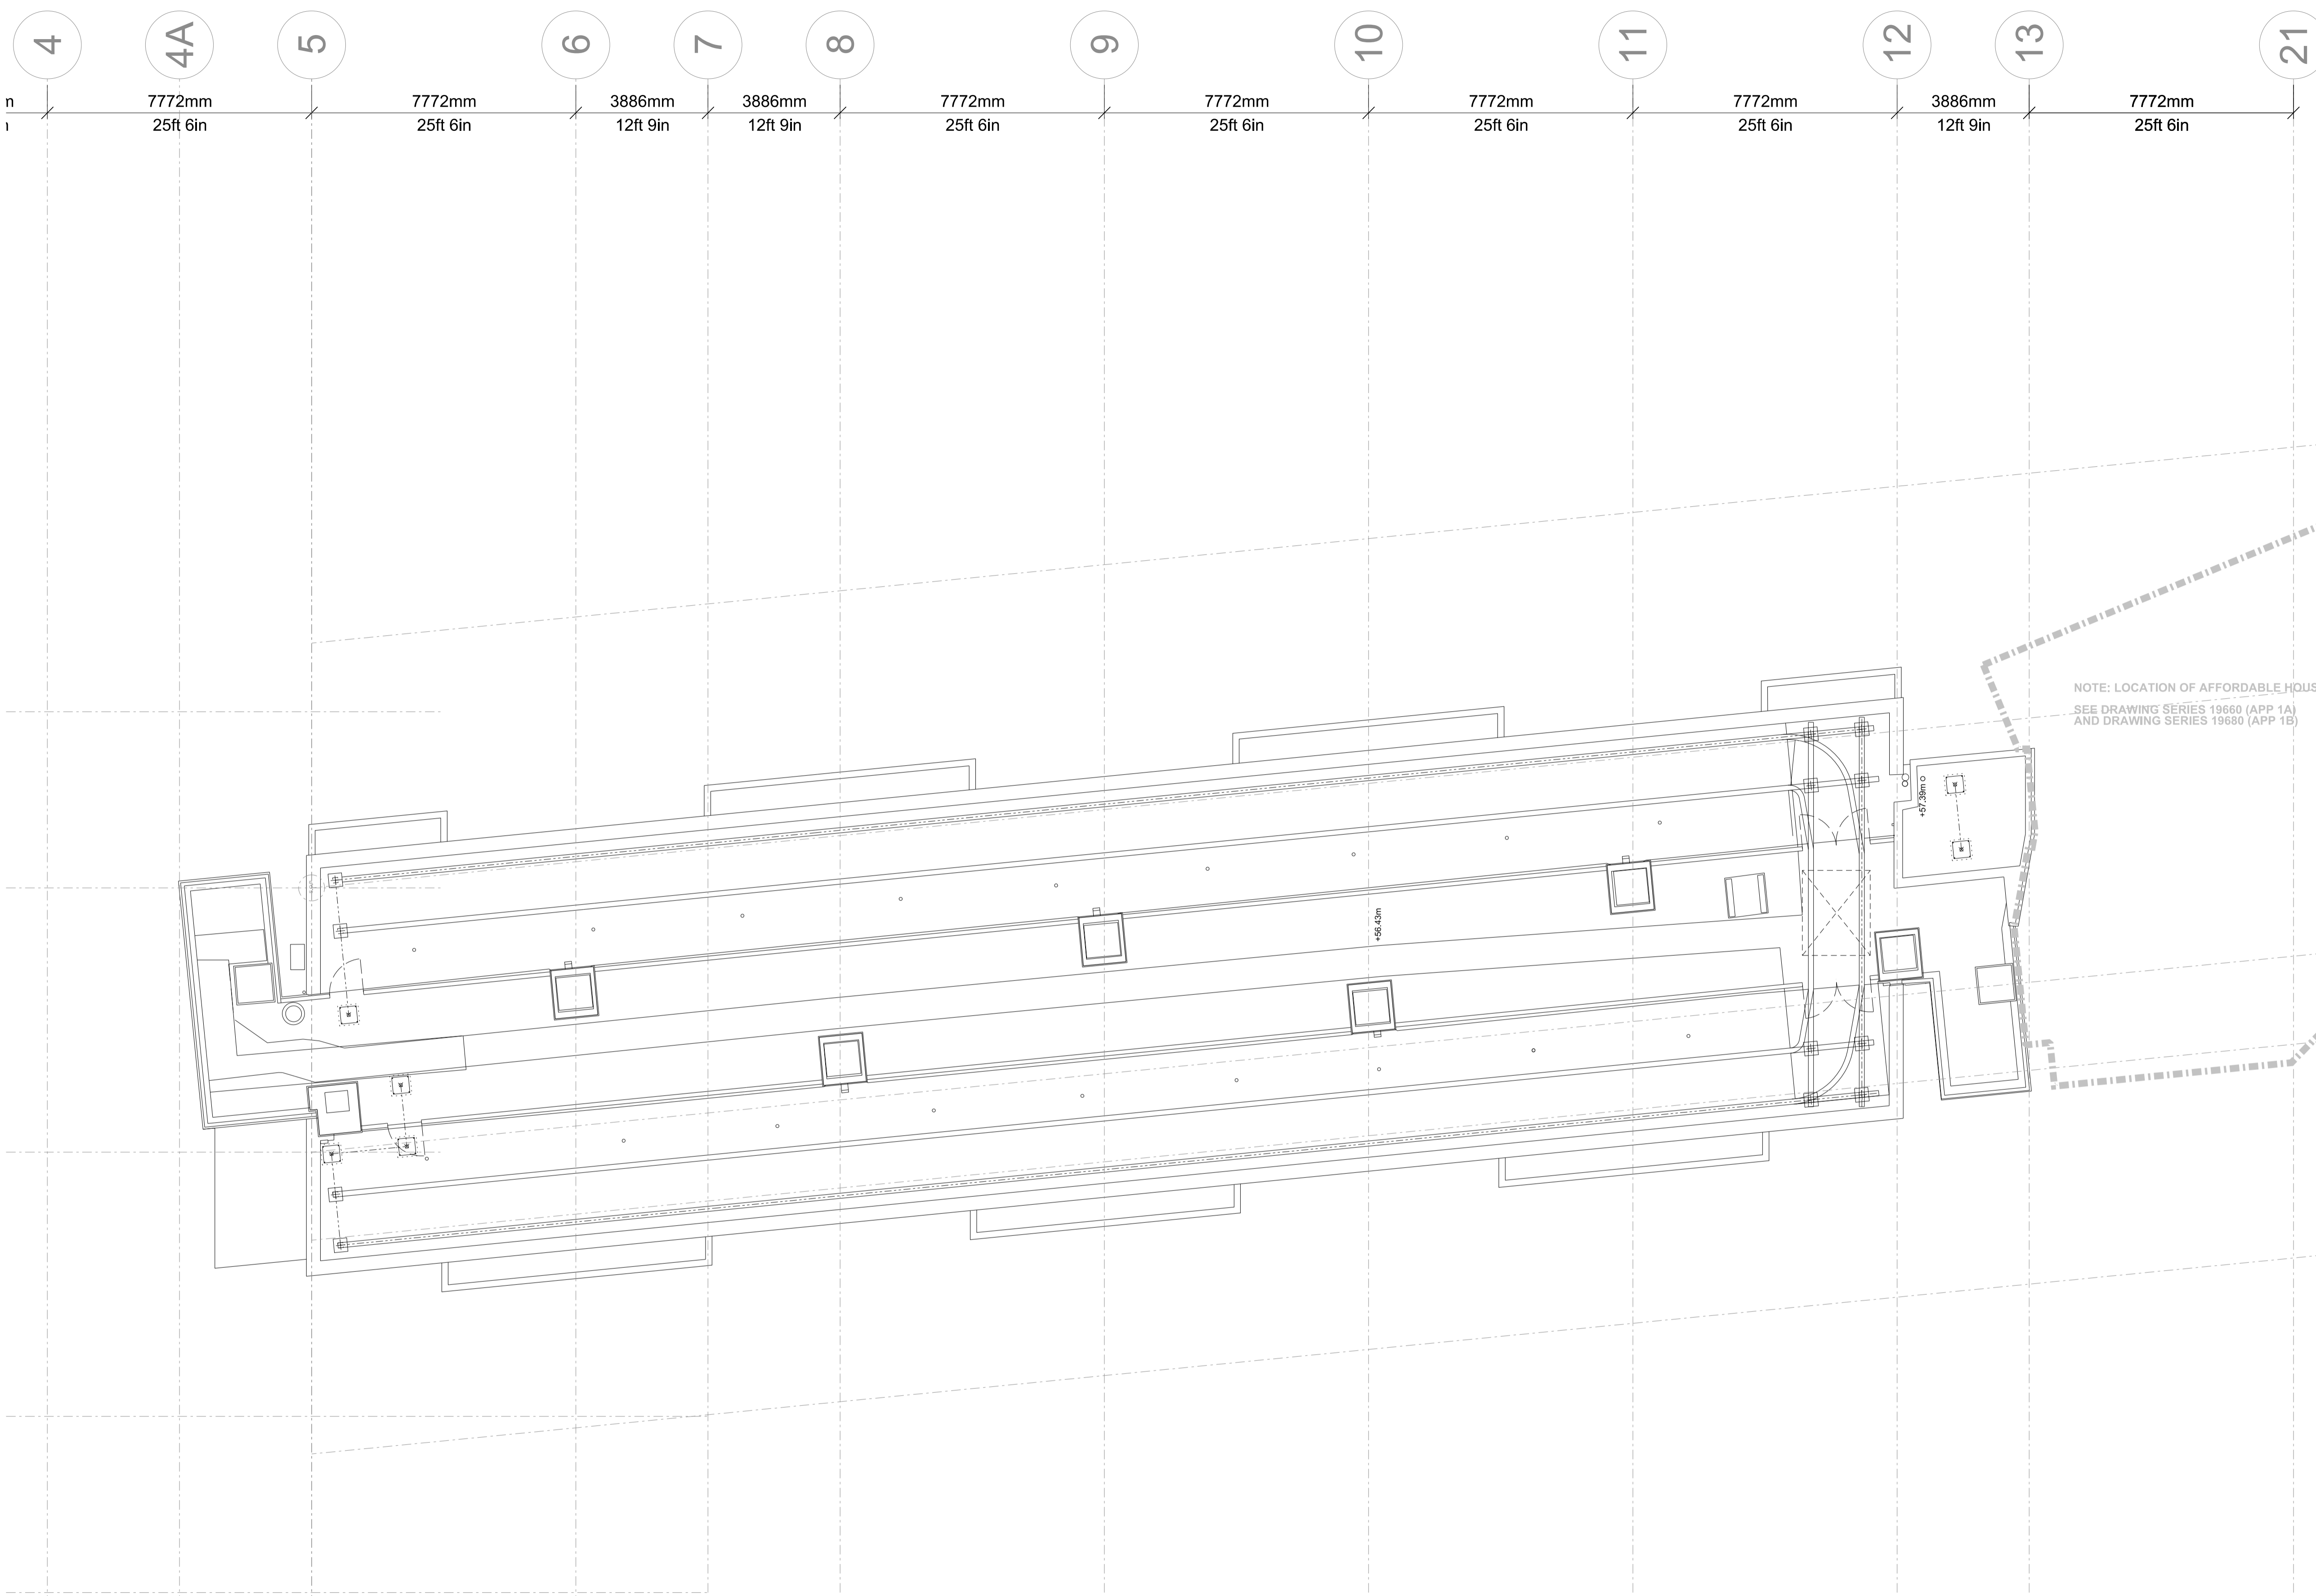 4
4A
5
6
7
8
9
10
11
12
13
21
7772mm
7772mm
3886mm
3886mm
7772mm
7772mm
7772mm
7772mm
3886mm
7772mm
25ft 6in
25ft 6in
12ft 9in
12ft 9in
25ft 6in
25ft 6in
25ft 6in
25ft 6in
12ft 9in
25ft 6in
NOTE: LOCATION OF AFFORDABLE HOUS
SEE DRAWING SERIES 19660 (APP 1A)
AND DRAWING SERIES 19680 (APP 1B)
+57.39m
+56.43m